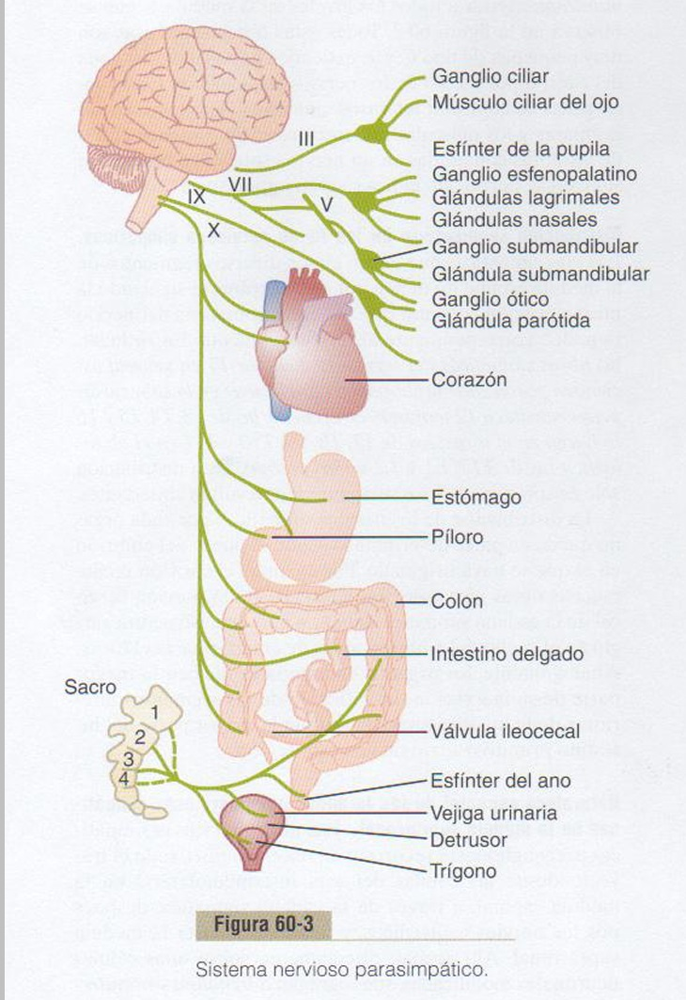 Ganglio ciliar
Músculo ciliar del ojo
III
Esfínter de la pupila
Ganglio esfenopalatino
VII
Glándulas lagrimales
IX
V
Glándulas nasales
X
Ganglio submandibular
Glándula submandibular
Ganglio ótico
Glándula parótida
Corazón
Estómago
Píloro
Colon
Intestino delgado
Sacro
1
Válvula ileocecal
2
3
4
Esfínter del ano
Vejiga urinaria
Detrusor
Trígono
Figura 60-3
Sistema nervioso parasimpático.